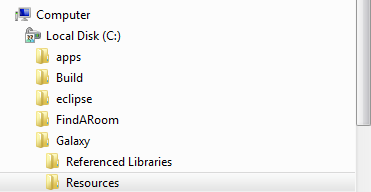 Computer
Local Disk (C:)
apps
Build
eclipse
FindARoom
Galaxy
Referenced Libraries
Resources